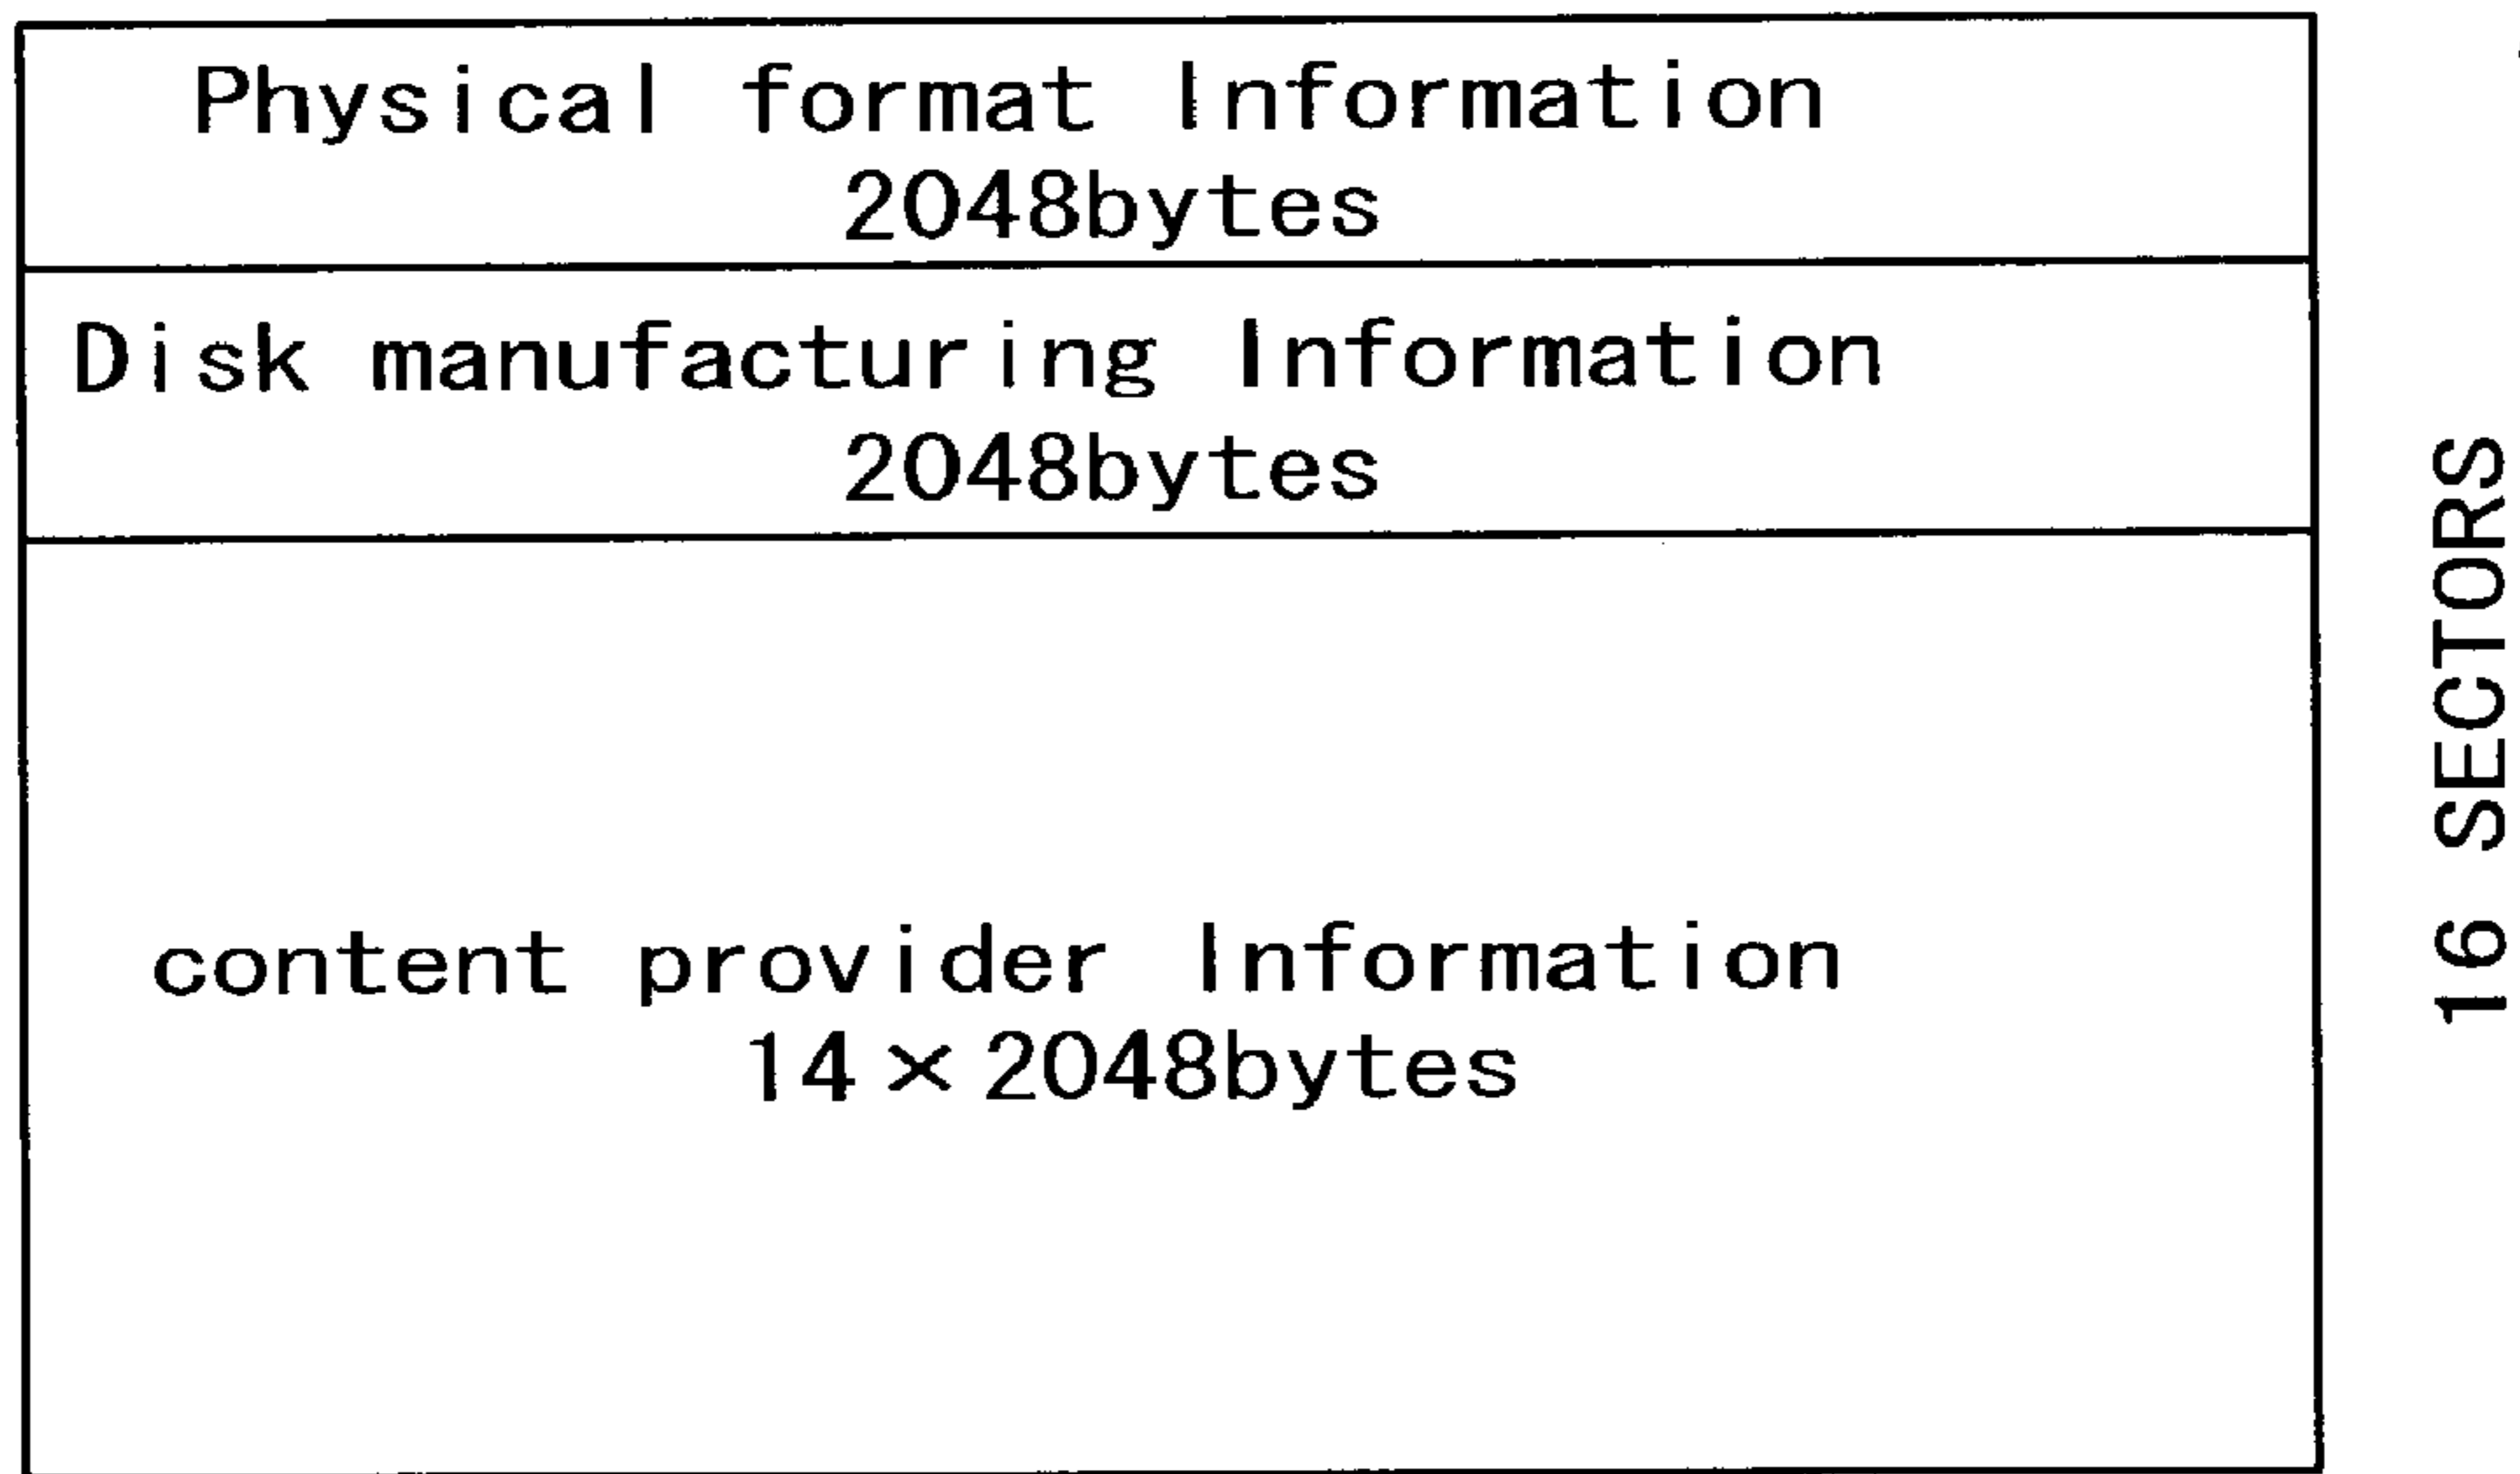 Physical format Information
2048bytes
Disk manufacturing Information
2048bytes
content provider Information
14×2048bytes
16 SECTORS